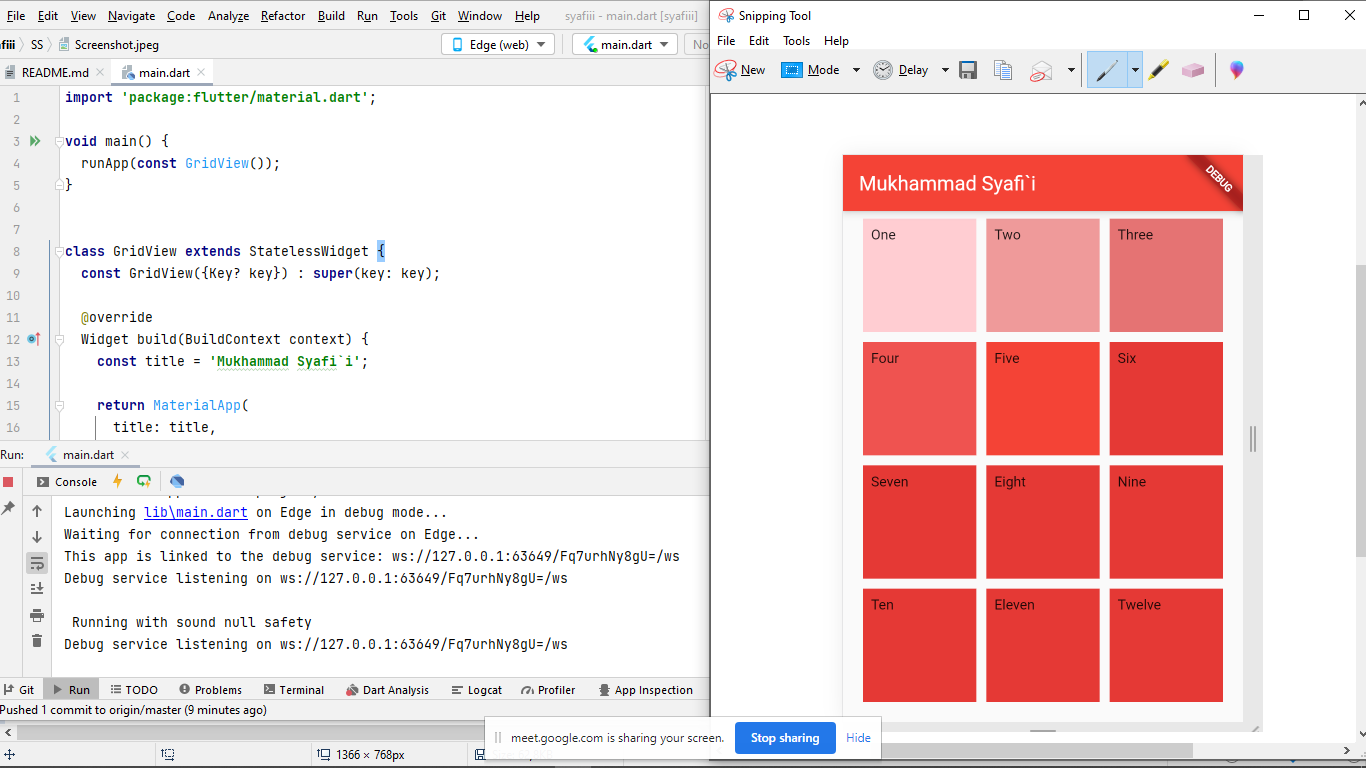 File Edit View Navigate Code Analyze Refactor Build Run Tools Git Window Help syafiii - main.dart [syafiii]
fiii SS Screenshot.jpeg Edge (web) main.dart No
README.md main.dart
1 import 'package:flutter/material.dart';
2
3 void main() {
4 runApp(const GridView());
5 }
6
7
8 class GridView extends StatelessWidget {
9 const GridView({Key? key}) : super(key: key);
10
11 @override
12 Widget build(BuildContext context) {
13 const title = 'Mukhammad Syafi`i';
14
15 return MaterialApp(
16 title: title,
Run: main.dart
Console
Launching lib\main.dart on Edge in debug mode...
Waiting for connection from debug service on Edge...
This app is linked to the debug service: ws://127.0.0.1:63649/Fq7urhNy8gU=/ws
Debug service listening on ws://127.0.0.1:63649/Fq7urhNy8gU=/ws
Running with sound null safety
Debug service listening on ws://127.0.0.1:63649/Fq7urhNy8gU=/ws
Git Run TODO Problems Terminal Dart Analysis Logcat Profiler App Inspection
Pushed 1 commit to origin/master (9 minutes ago)
1366 × 768px
Snipping Tool
File Edit Tools Help
New Mode Delay
Mukhammad Syafi`i
DEBUG
One Two Three
Four Five Six
Seven Eight Nine
Ten Eleven Twelve
meet.google.com is sharing your screen. Stop sharing Hide